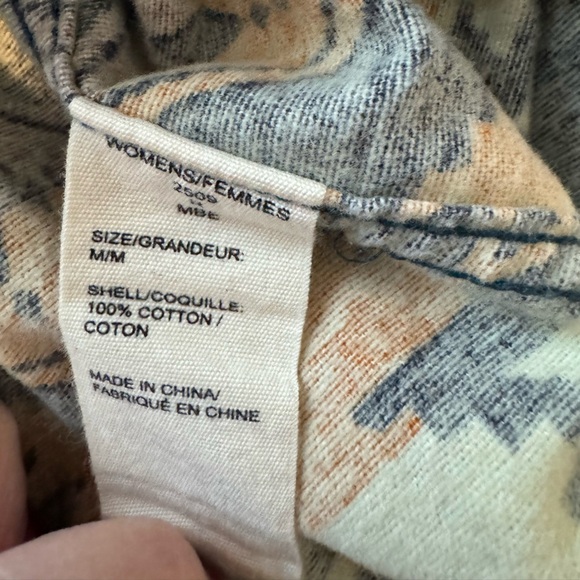 WOMENS/FEMMES
2509
MBE
SIZE/GRANDEUR:
M/M
SHELL/COQUILLE:
100% COTTON /
COTON
MADE IN CHINA/
FABRIQUÉ EN CHINE